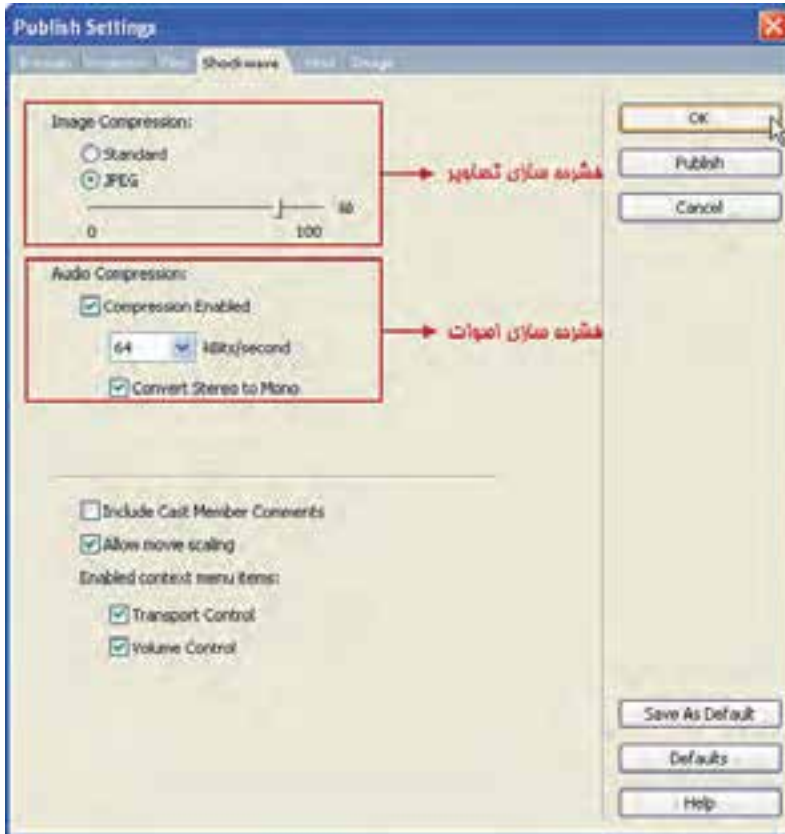 Publish Settings
Shockwave
Image
Image Compression:
Standard
JPEG
0
100
فشرده سازی تصاویر
Audio Compression:
Compression Enabled
64
kBits/second
Convert Stereo to Mono
فشرده سازی اصوات
Include Cast Member Comments
Allow movie scaling
Enabled context menu items:
Transport Control
Volume Control
OK
Publish
Cancel
Save As Default
Defaults
Help